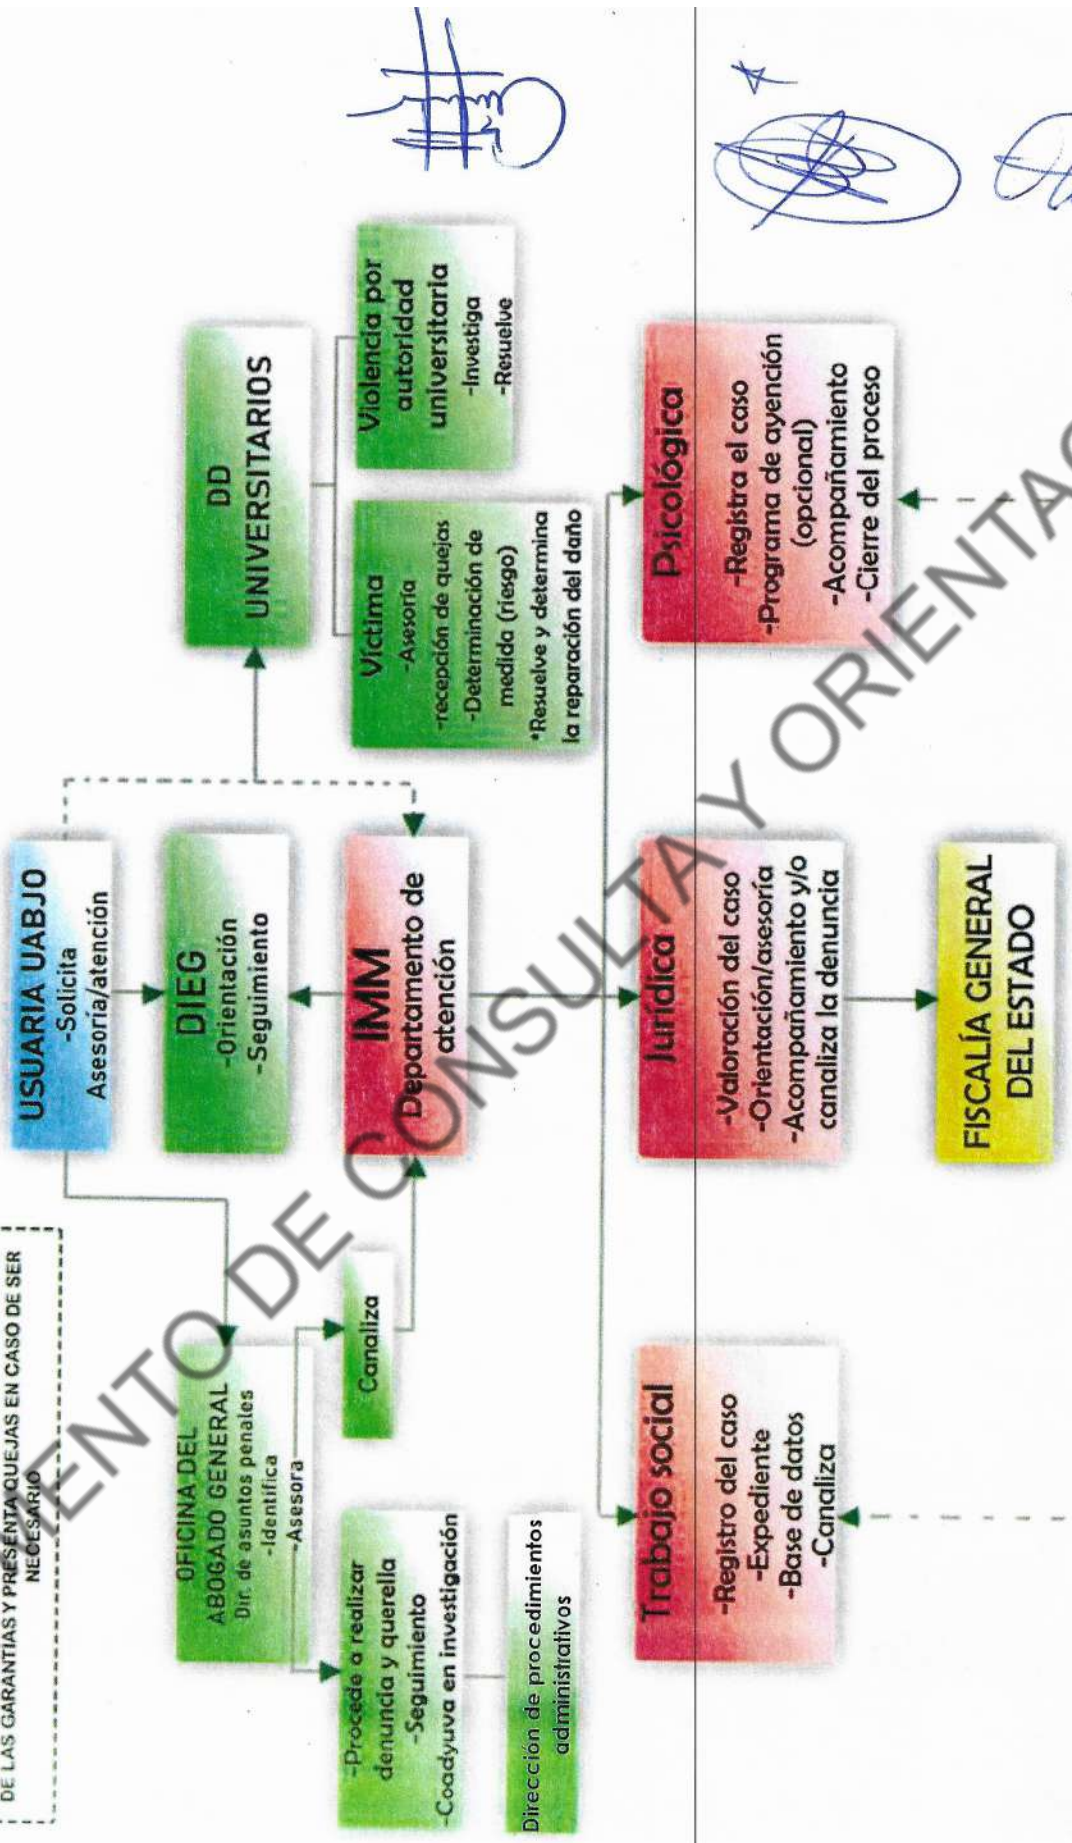 DE LAS GARANTÍAS Y PRESENTA QUEJAS EN CASO DE SER
NECESARIO
USUARIA UABJO
-Solicita
Asesoría/atención
OFICINA DEL
ABOGADO GENERAL
Dir. de asuntos penales
-Identifica
-Asesora
DIEG
-Orientación
-Seguimiento
DD
UNIVERSITARIOS
-Procede a realizar
denuncia y querella
-Seguimiento
-Coadyuva en investigación
Canaliza
IMM
Departamento de
atención
Víctima
-Asesoría
-recepción de quejas
-Determinación de
medida (riesgo)
*Resuelve y determina
la reparación del daño
Violencia por
autoridad
universitaria
-Investiga
-Resuelve
Dirección de procedimientos
administrativos
Trabajo social
-Registro del caso
-Expediente
-Base de datos
-Canaliza
Jurídica
-Valoración del caso
-Orientación/asesoría
-Acompañamiento y/o
canaliza la denuncia
Psicológica
-Registra el caso
-Programa de ayención
(opcional)
-Acompañamiento
-Cierre del proceso
FISCALÍA GENERAL
DEL ESTADO
MENTO DE CONSULTA Y ORIENTAC